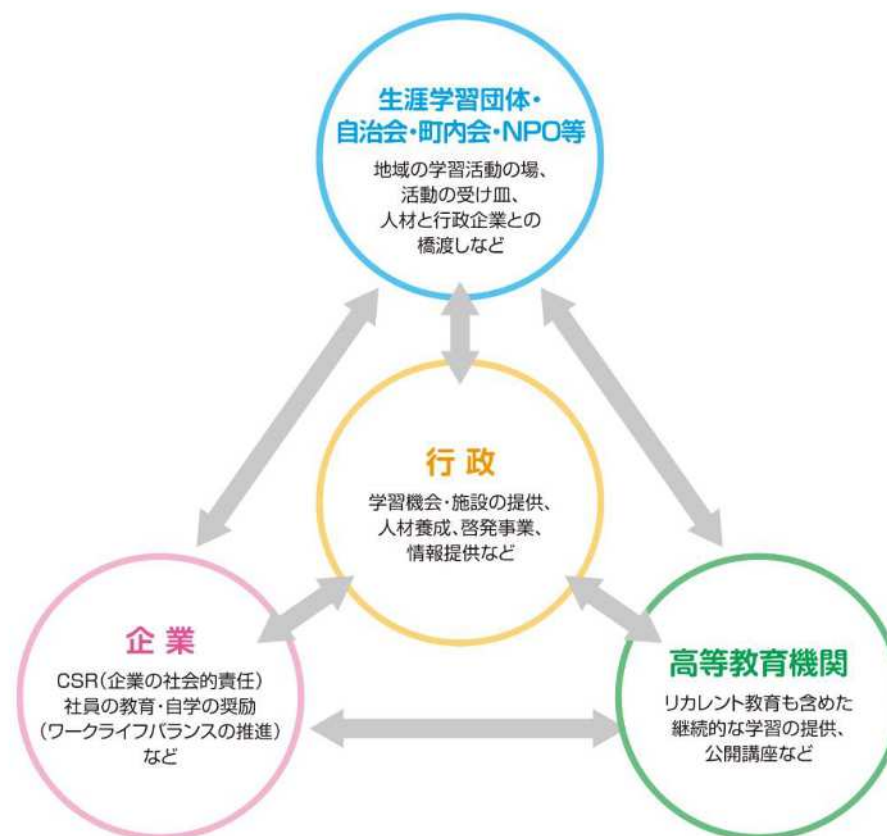 生涯学習団体・
自治会・町内会・NPO等
地域の学習活動の場、
活動の受け皿、
人材と行政企業との
橋渡しなど
行政
学習機会・施設の提供、
人材養成、啓発事業、
情報提供など
企業
CSR(企業の社会的責任)
社員の教育・自学の奨励
(ワークライフバランスの推進)
など
高等教育機関
リカレント教育も含めた
継続的な学習の提供、
公開講座など